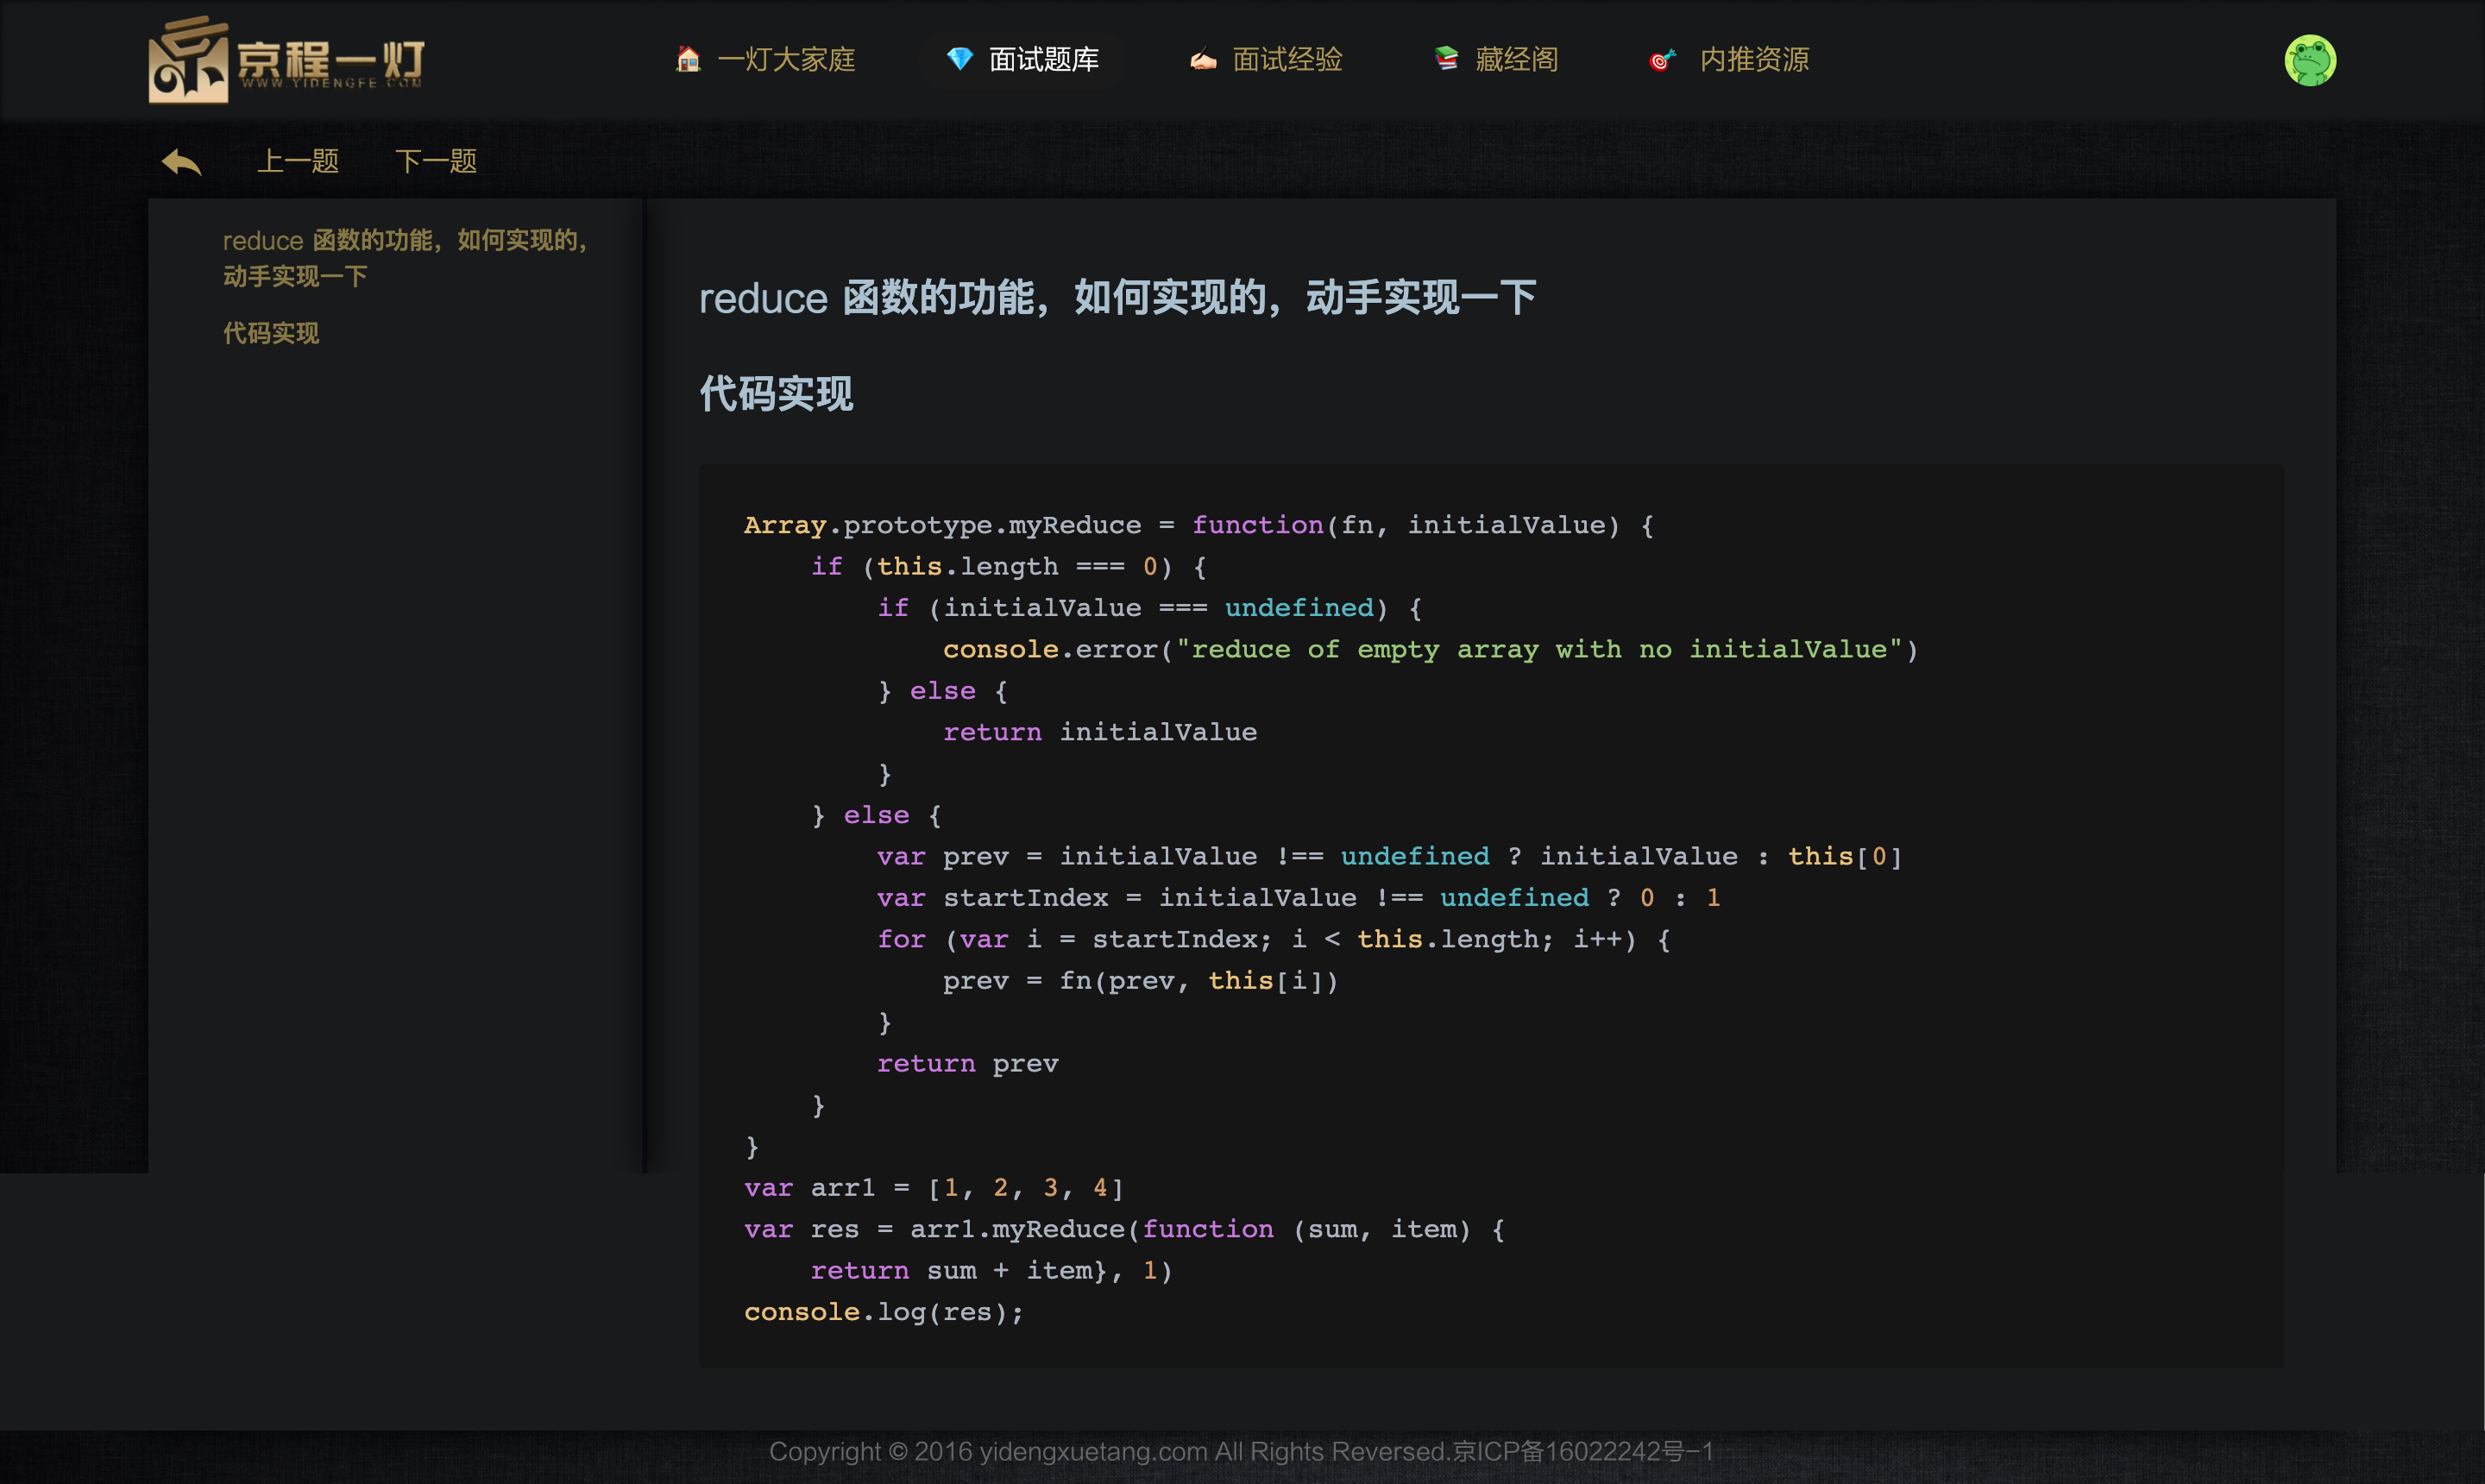 京程一灯
WWW.YIDENGFE.COM
一灯大家庭
面试题库
面试经验
藏经阁
内推资源
上一题
下一题
reduce 函数的功能，如何实现的，
动手实现一下
代码实现
reduce 函数的功能，如何实现的，动手实现一下
代码实现
Array.prototype.myReduce = function(fn, initialValue) {
    if (this.length === 0) {
        if (initialValue === undefined) {
            console.error("reduce of empty array with no initialValue")
        } else {
            return initialValue
        }
    } else {
        var prev = initialValue !== undefined ? initialValue : this[0]
        var startIndex = initialValue !== undefined ? 0 : 1
        for (var i = startIndex; i < this.length; i++) {
            prev = fn(prev, this[i])
        }
        return prev
    }
}
var arr1 = [1, 2, 3, 4]
var res = arr1.myReduce(function (sum, item) {
    return sum + item}, 1)
console.log(res);
Copyright © 2016 yidengxuetang.com All Rights Reversed.京ICP备16022242号-1